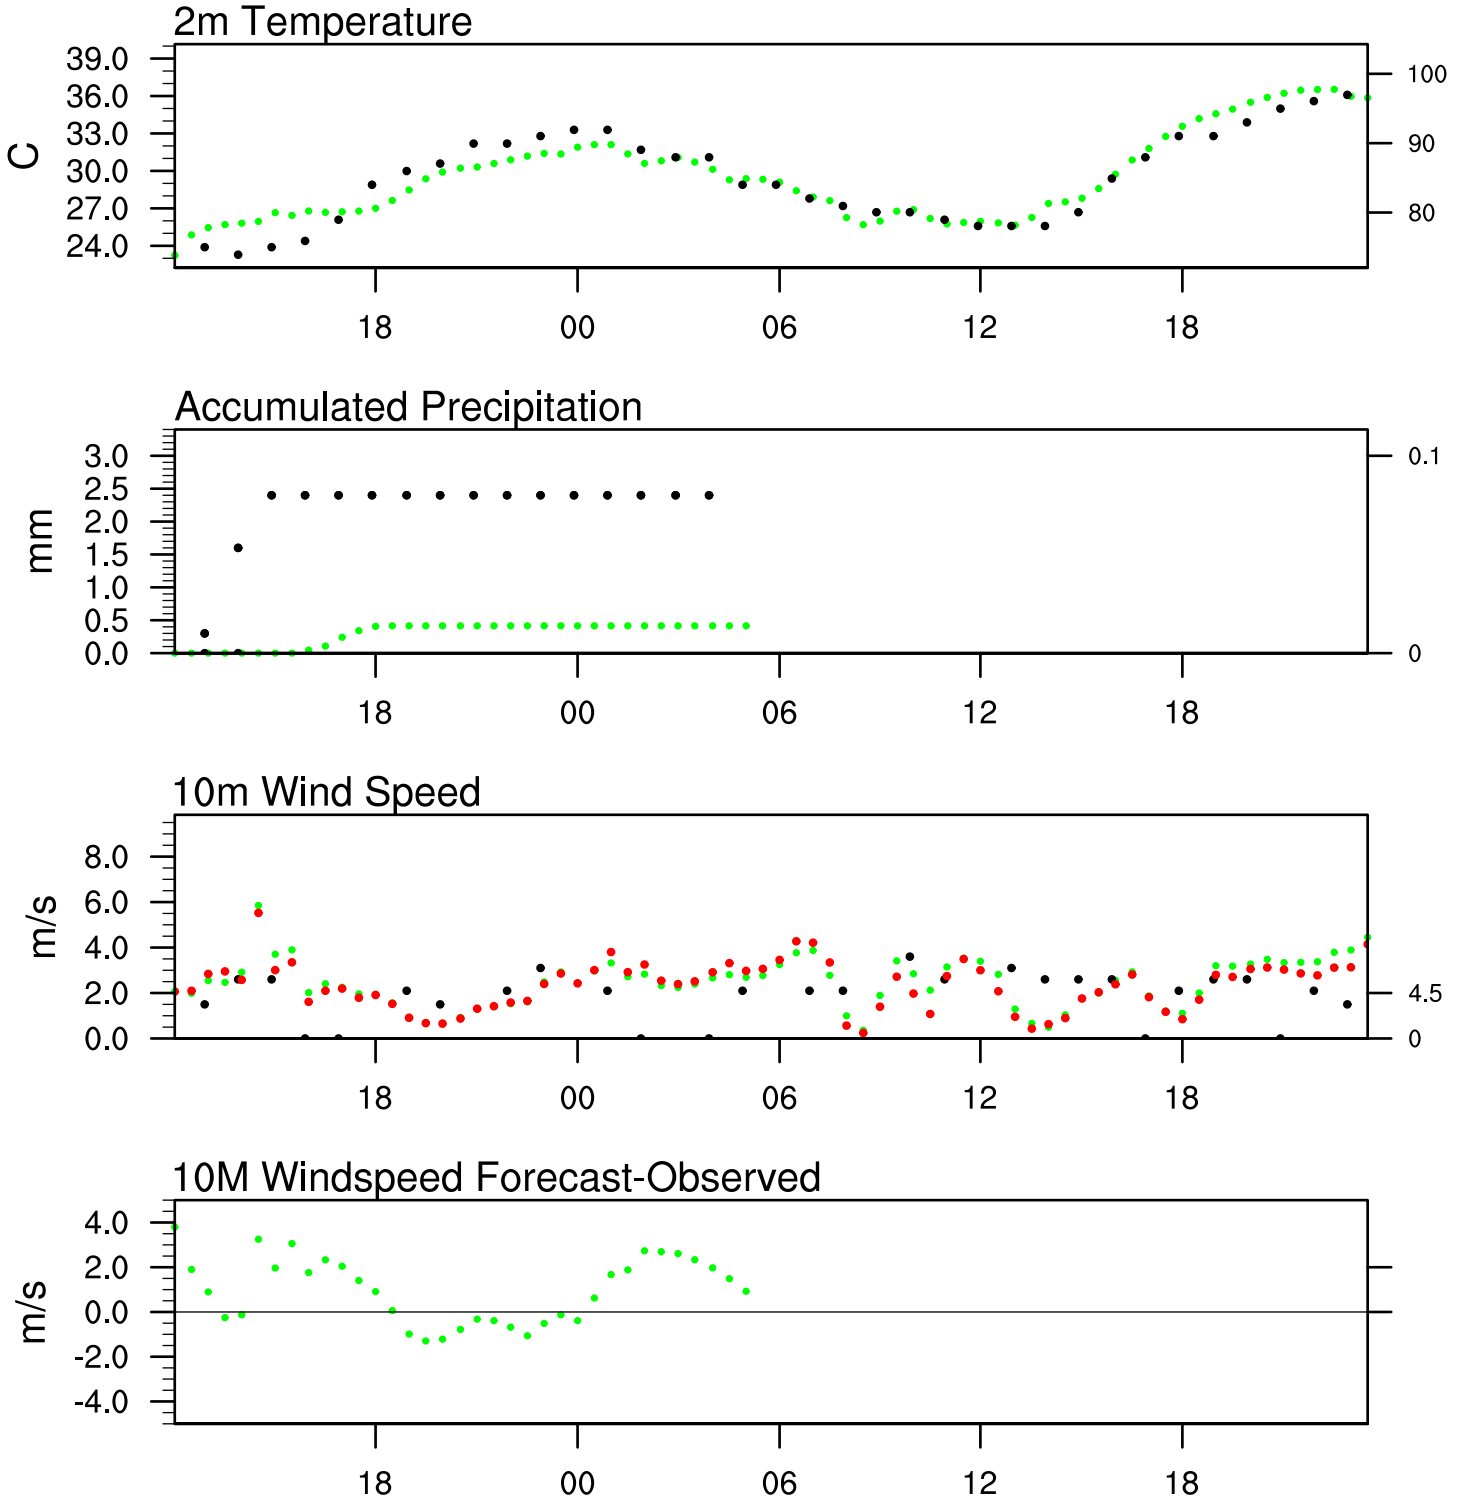 2m Temperature
39.0
36.0
33.0
30.0
27.0
24.0
C
100
90
80
18 00 06 12 18
Accumulated Precipitation
3.0
2.5
2.0
1.5
1.0
0.5
0.0
mm
0.1
0
18 00 06 12 18
10m Wind Speed
8.0
6.0
4.0
2.0
0.0
m/s
4.5
0
18 00 06 12 18
10M Windspeed Forecast-Observed
4.0
2.0
0.0
-2.0
-4.0
m/s
18 00 06 12 18